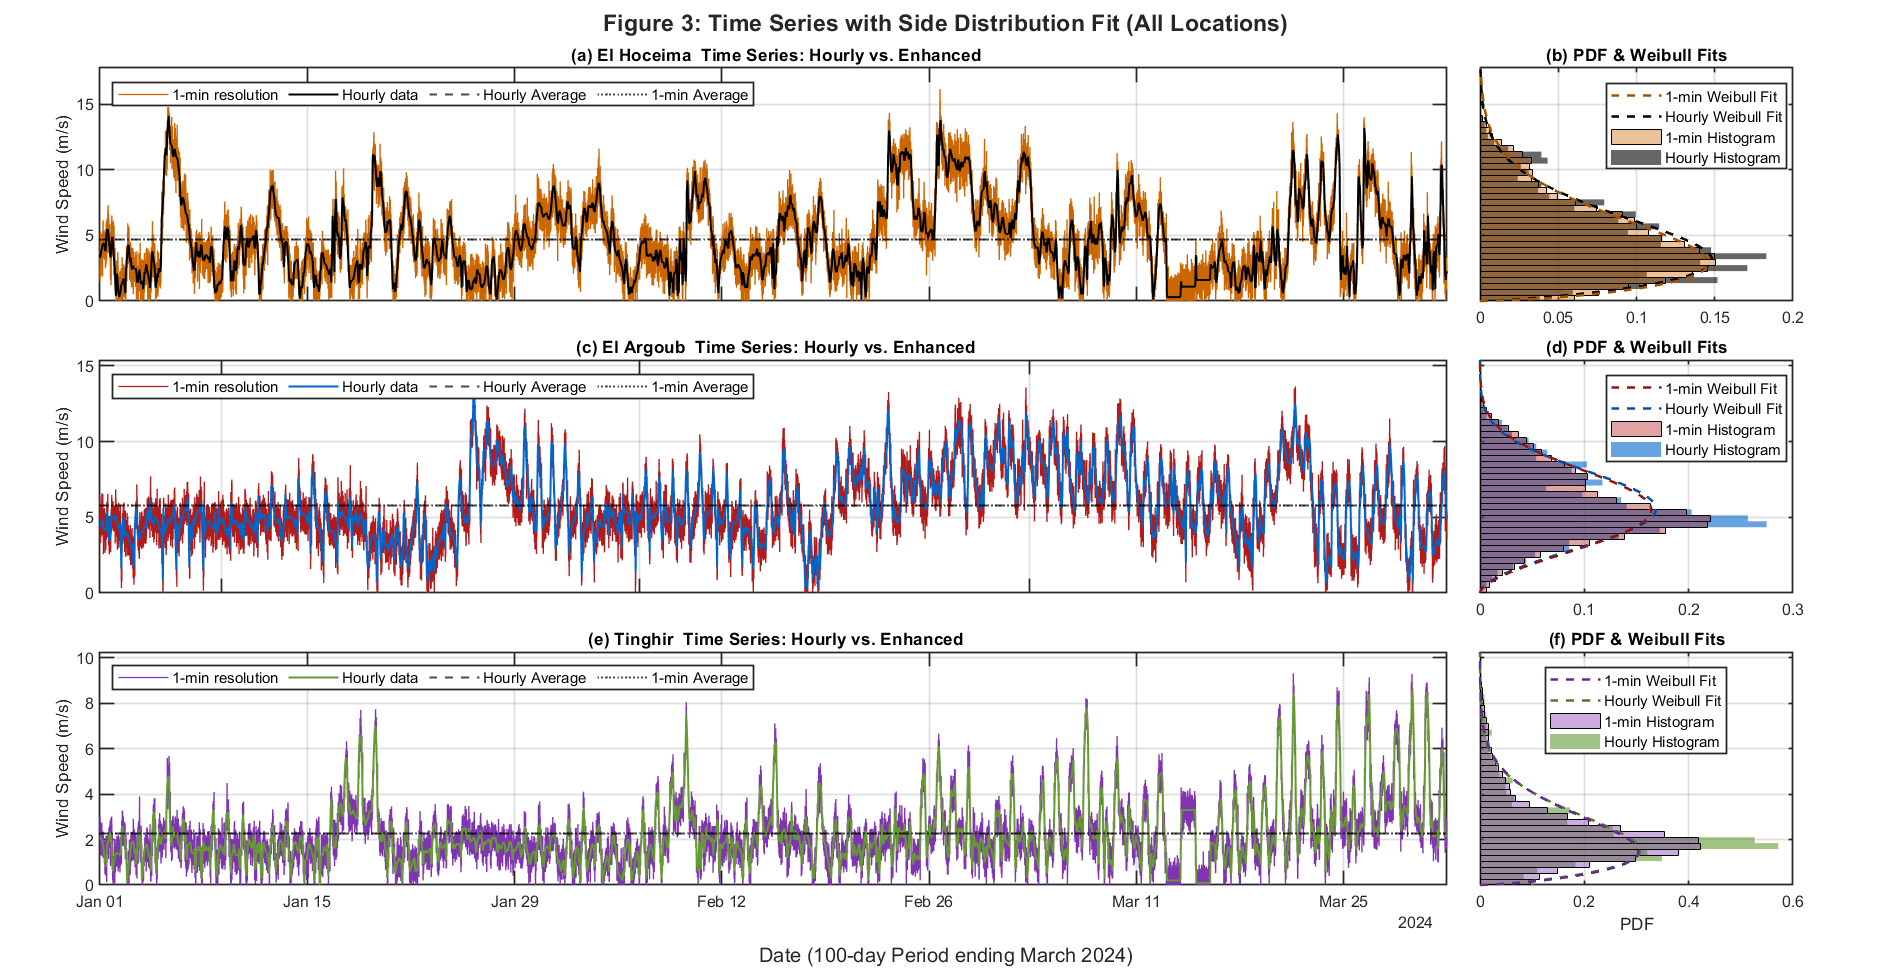 Figure 3: Time Series with Side Distribution Fit (All Locations)
(a) El Hoceima  Time Series: Hourly vs. Enhanced
1-min resolution Hourly data Hourly Average 1-min Average
Wind Speed (m/s)
15
10
5
0
(b) PDF & Weibull Fits
1-min Weibull Fit
Hourly Weibull Fit
1-min Histogram
Hourly Histogram
0 0.05 0.1 0.15 0.2
(c) El Argoub  Time Series: Hourly vs. Enhanced
1-min resolution Hourly data Hourly Average 1-min Average
Wind Speed (m/s)
15
10
5
0
(d) PDF & Weibull Fits
1-min Weibull Fit
Hourly Weibull Fit
1-min Histogram
Hourly Histogram
0 0.1 0.2 0.3
(e) Tinghir  Time Series: Hourly vs. Enhanced
1-min resolution Hourly data Hourly Average 1-min Average
Wind Speed (m/s)
10
8
6
4
2
0
Jan 01 Jan 15 Jan 29 Feb 12 Feb 26 Mar 11 Mar 25
2024
(f) PDF & Weibull Fits
1-min Weibull Fit
Hourly Weibull Fit
1-min Histogram
Hourly Histogram
0 0.2 0.4 0.6
PDF
Date (100-day Period ending March 2024)